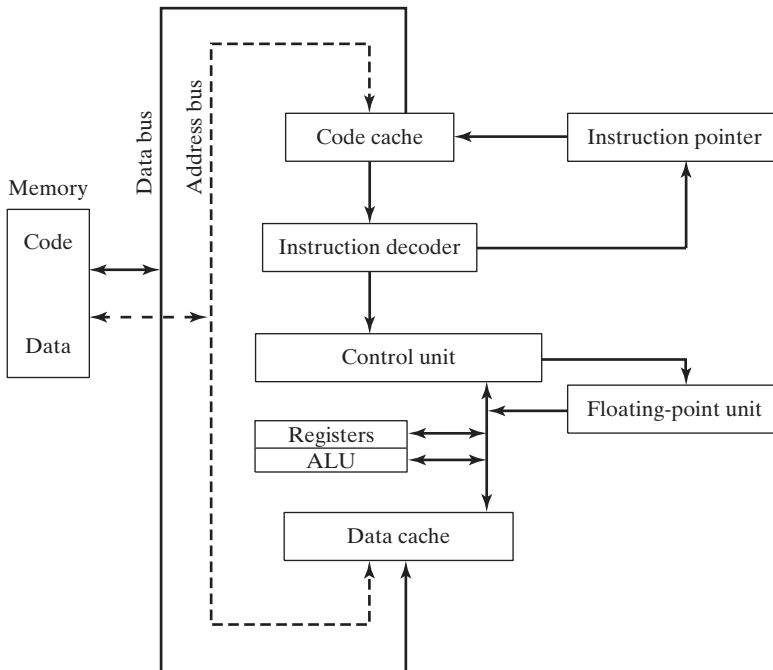 Data bus
Address bus
Code cache
Instruction pointer
Memory
Code
Data
Instruction decoder
Control unit
Floating-point unit
Registers
ALU
Data cache